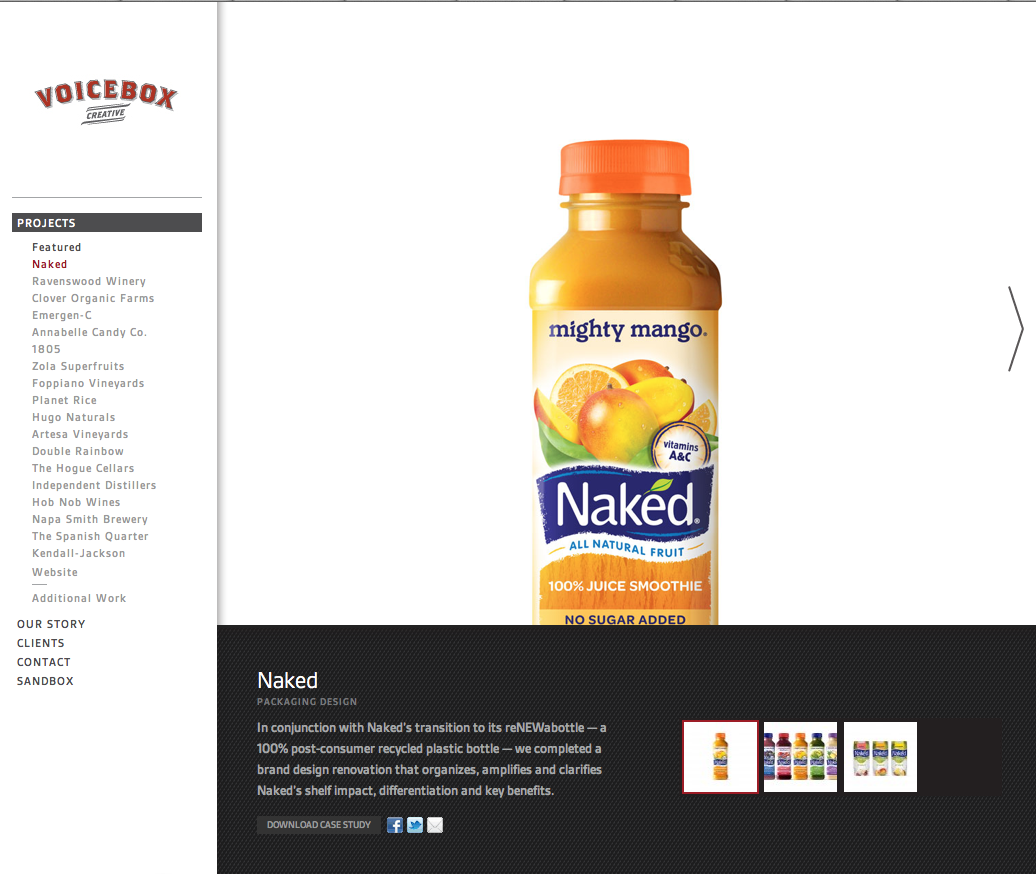 VOICEBOX
CREATIVE
PROJECTS
Featured
Naked
Ravenswood Winery
Clover Organic Farms
Emergen-C
Annabelle Candy Co.
1805
Zola Superfruits
Foppiano Vineyards
Planet Rice
Hugo Naturals
Artesa Vineyards
Double Rainbow
The Hogue Cellars
Independent Distillers
Hob Nob Wines
Napa Smith Brewery
The Spanish Quarter
Kendall-Jackson
Website
Additional Work
OUR STORY
CLIENTS
CONTACT
SANDBOX
mighty mango.
vitamins
A&C
Naked®
ALL NATURAL FRUIT
100% JUICE SMOOTHIE
NO SUGAR ADDED
Naked
PACKAGING DESIGN
In conjunction with Naked's transition to its reNEWabottle — a
100% post-consumer recycled plastic bottle — we completed a
brand design renovation that organizes, amplifies and clarifies
Naked's shelf impact, differentiation and key benefits.
DOWNLOAD CASE STUDY